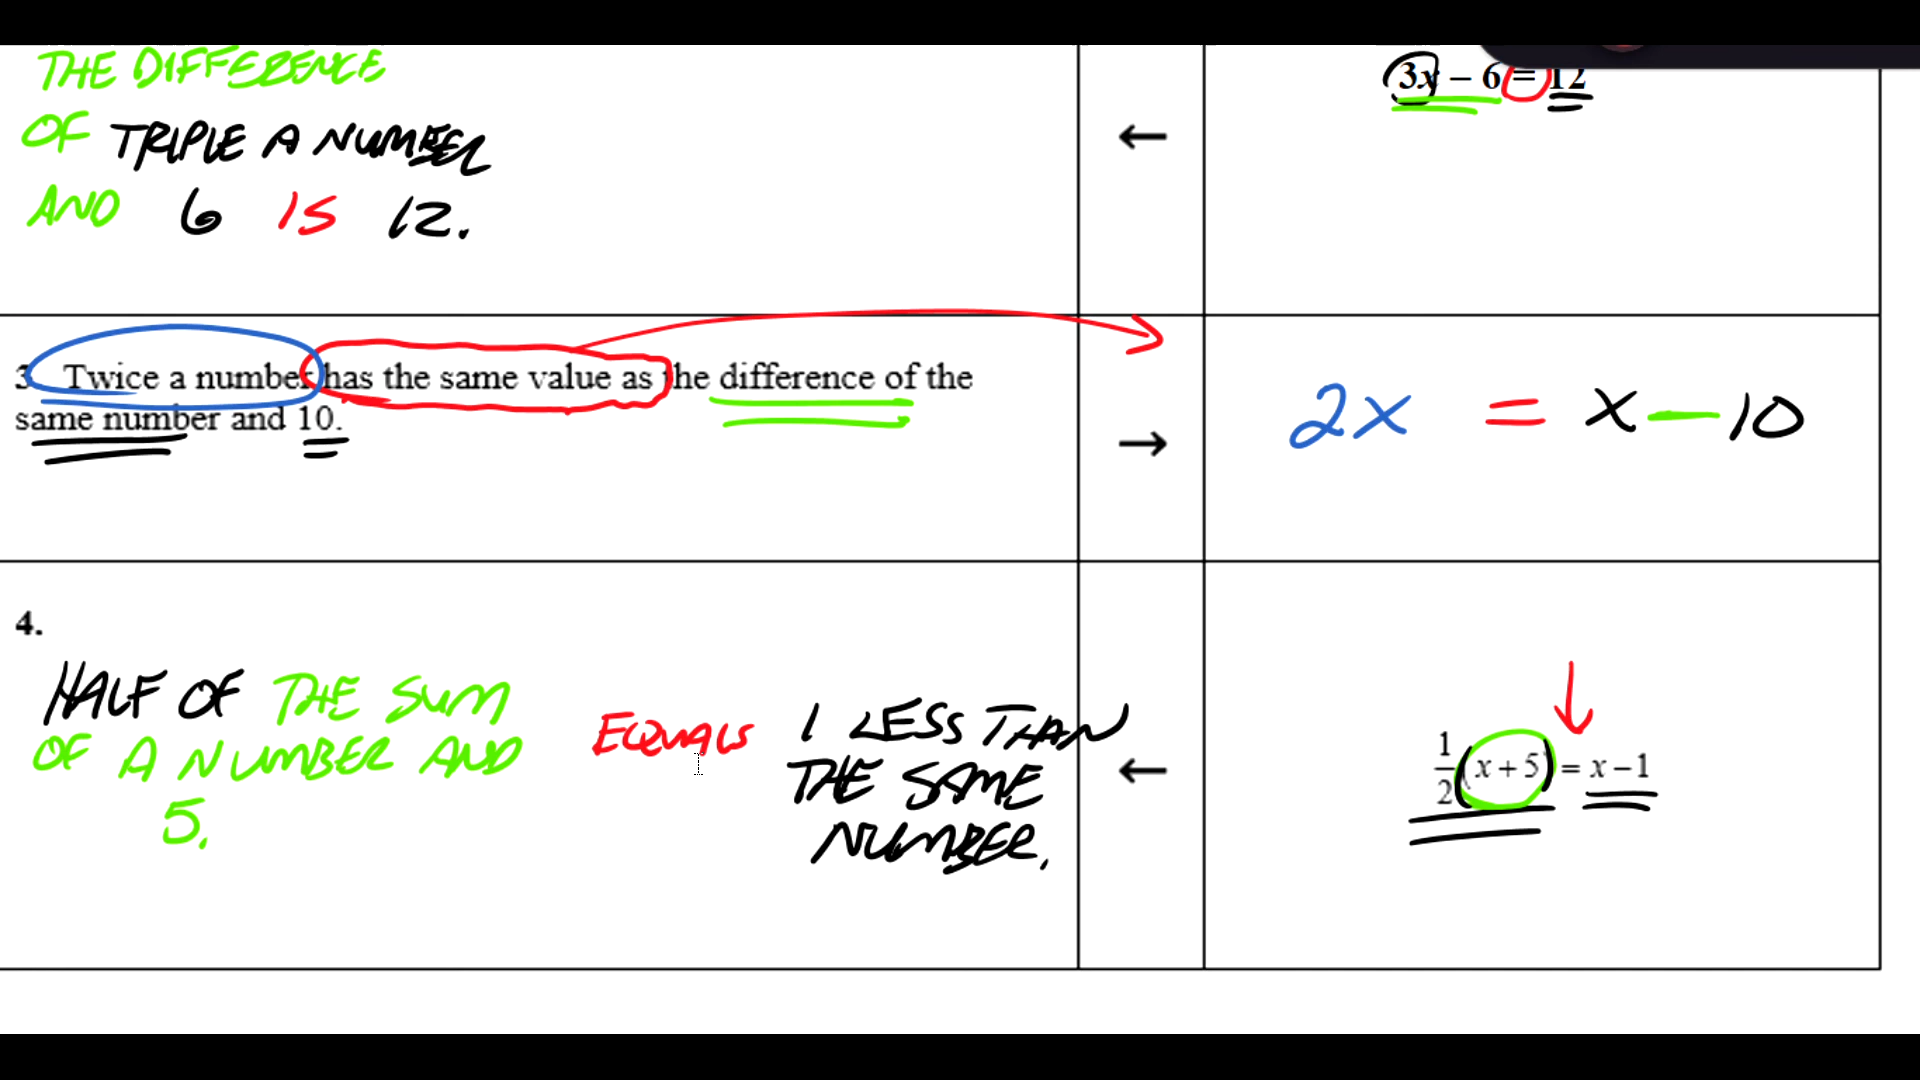 THE DIFFERENCE
OF TRIPLE A NUMBER
AND 6 IS 12.
←
3x – 6 = 12
3. Twice a number has the same value as the difference of the
same number and 10.
→
2x = x — 10
4.
HALF OF THE SUM
OF A NUMBER AND
5.
EQUALS
1 LESS THAN
THE SAME
NUMBER.
←
1/2 (x + 5) = x – 1